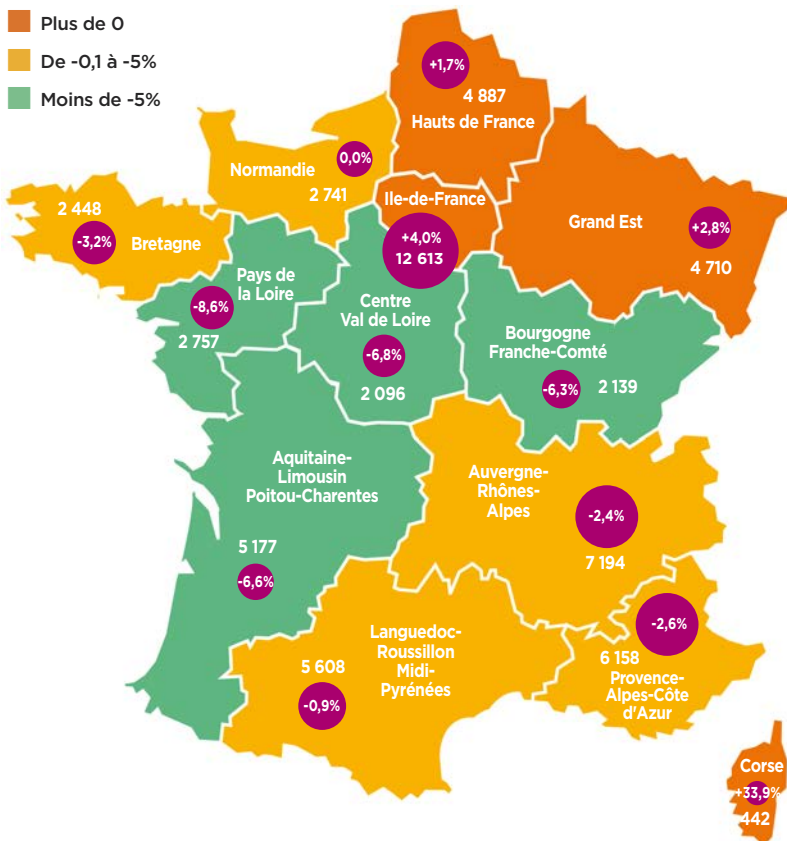 Plus de 0
De -0,1 à -5%
Moins de -5%
+1,7%
4 887
Hauts de France
Normandie
0,0%
2 741
Ile-de-France
+4,0%
12 613
Grand Est
+2,8%
4 710
2 448
-3,2%
Bretagne
Pays de
la Loire
-8,6%
2 757
Centre
Val de Loire
-6,8%
2 096
Bourgogne
Franche-Comté
-6,3%
2 139
Aquitaine-
Limousin
Poitou-Charentes
5 177
-6,6%
Auvergne-
Rhônes-
Alpes
-2,4%
7 194
Languedoc-
Roussillon
Midi-
Pyrénées
5 608
-0,9%
-2,6%
6 158
Provence-
Alpes-Côte
d'Azur
Corse
+33,9%
442